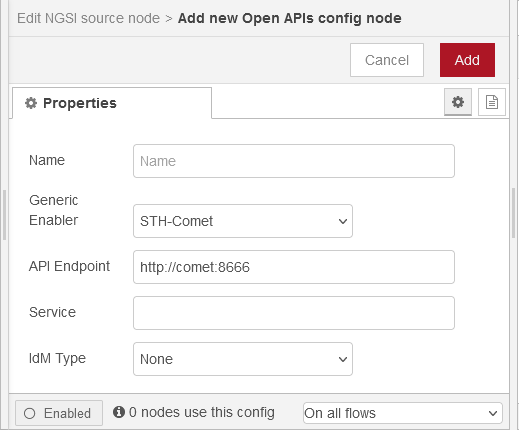 Edit NGSI source node > Add new Open APIs config node
Cancel
Add
Properties
Name
Name
Generic
Enabler
STH-Comet
API Endpoint
http://comet:8666
Service
IdM Type
None
Enabled
0 nodes use this config
On all flows